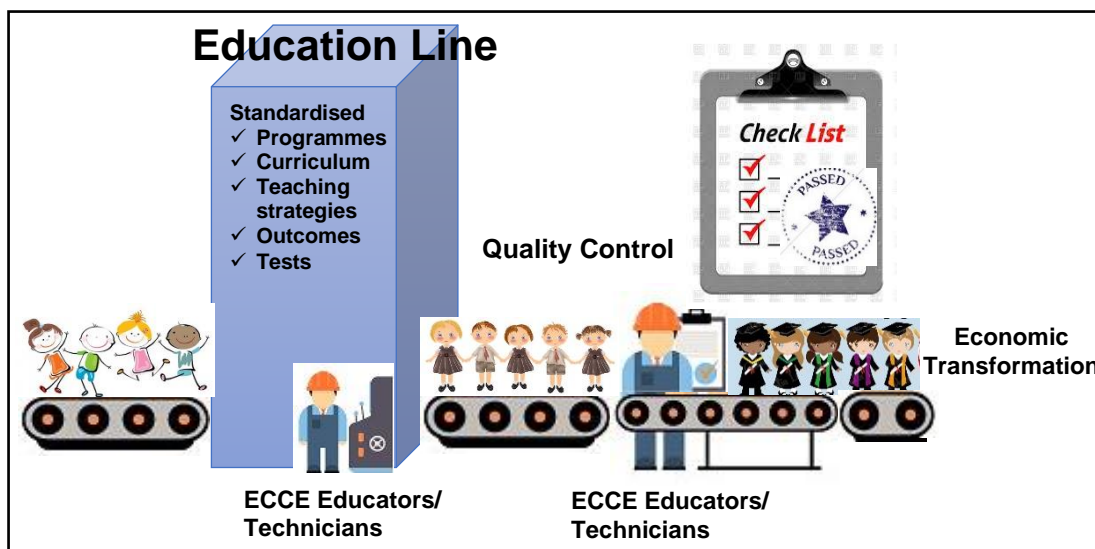 Education Line
Standardised
✓ Programmes
✓ Curriculum
✓ Teaching
strategies
✓ Outcomes
✓ Tests
Check List
PASSED
PASSED
Quality Control
Economic
Transformation
ECCE Educators/
Technicians
ECCE Educators/
Technicians